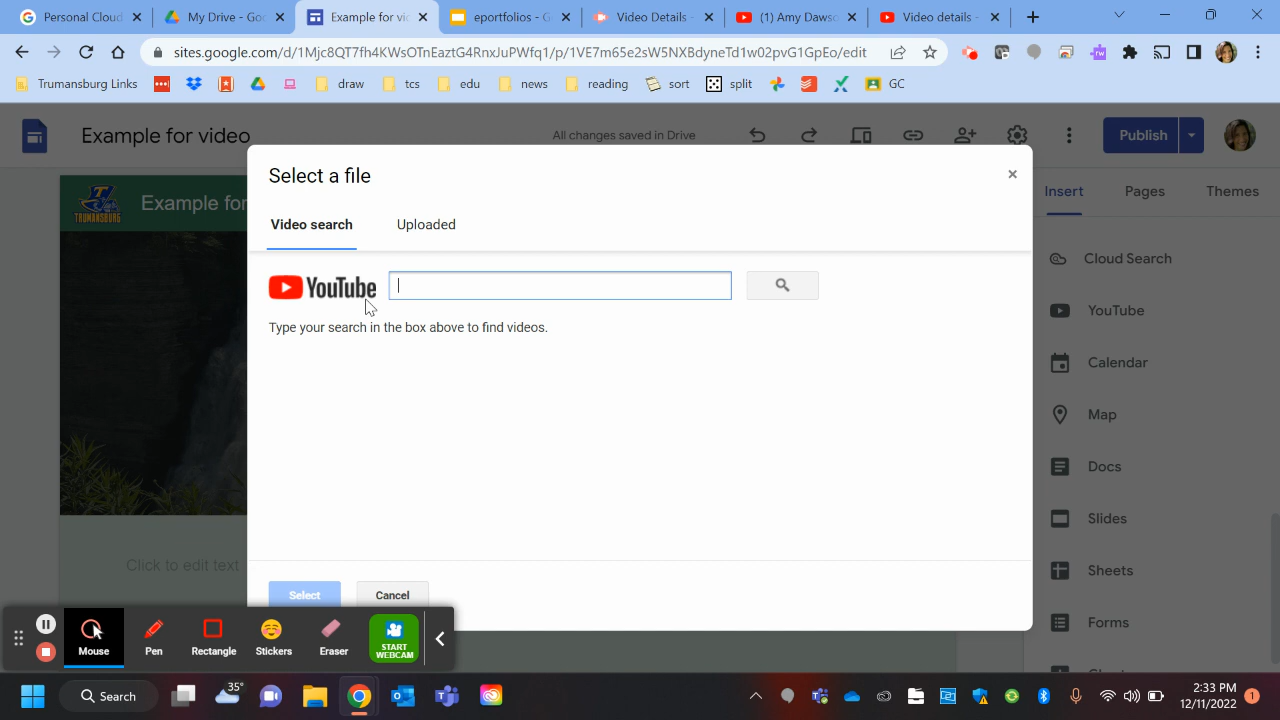 Personal Cloud
My Drive - Goo
Example for vid
eportfolios - G
Video Details -
(1) Amy Dawso
Video details -
sites.google.com/d/1Mjc8QT7fh4KWsOTnEaztG4RnxJuPWfq1/p/1VE7m65e2sW5NXBdyneTd1w02pvG1GpEo/edit
Trumansburg Links
draw
tcs
edu
news
reading
sort
split
GC
Example for video
All changes saved in Drive
Publish
Select a file
TRUMANSBURG
Example for
Insert
Pages
Themes
Video search
Uploaded
Cloud Search
YouTube
YouTube
Type your search in the box above to find videos.
Calendar
Map
Docs
Slides
Click to edit text
Sheets
Select
Cancel
Forms
Mouse
Pen
Rectangle
Stickers
Eraser
START
WEBCAM
Search
35°
2:33 PM
12/11/2022
1